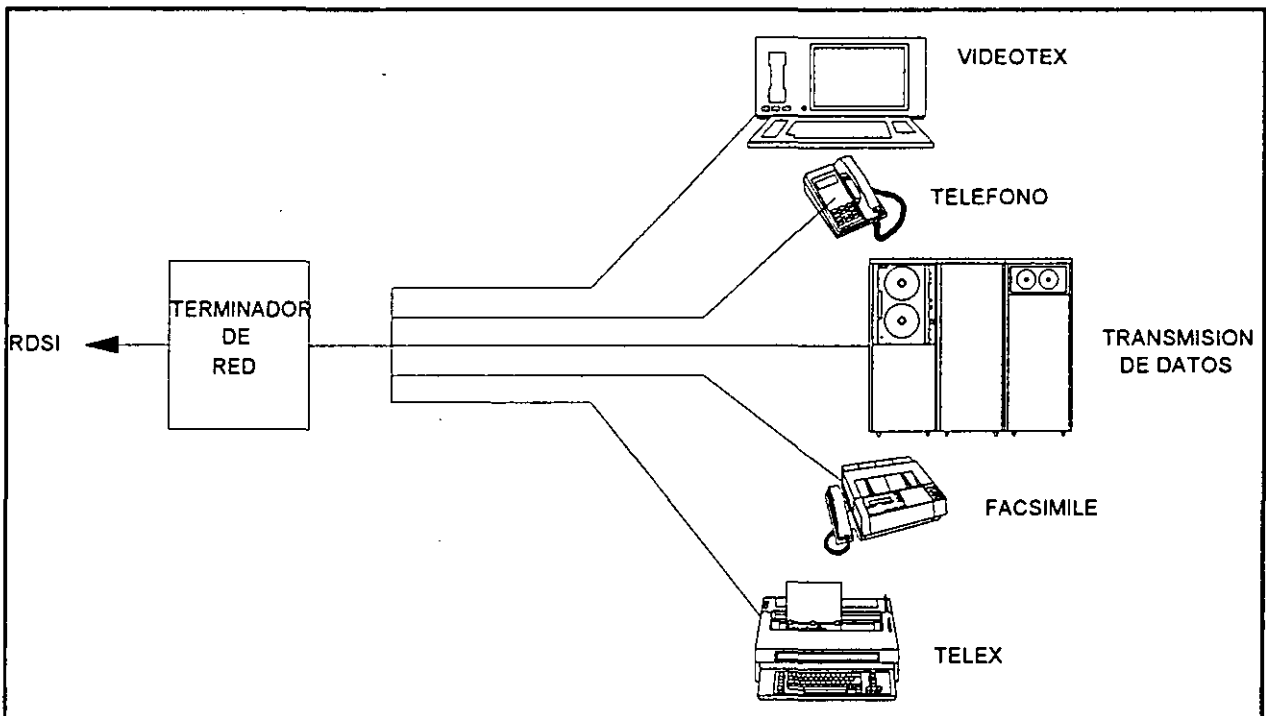 VIDEOTEX
TELEFONO
TERMINADOR
DE
RED
RDSI
TRANSMISION
DE DATOS
FACSIMILE
TELEX